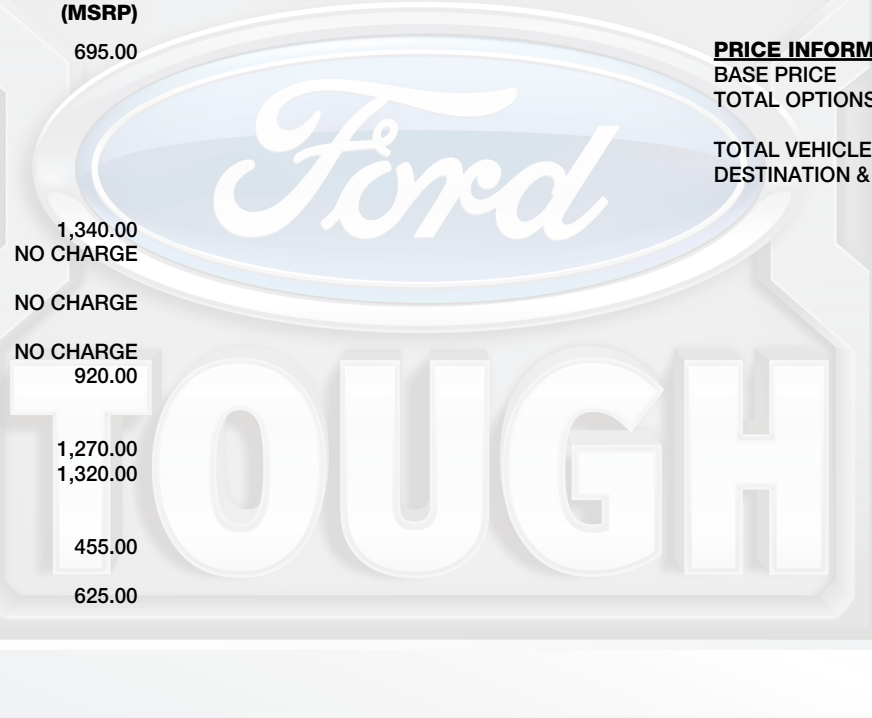 (MSRP)
695.00
1,340.00
NO CHARGE
NO CHARGE
NO CHARGE
920.00
1,270.00
1,320.00
455.00
625.00
PRICE INFORM
BASE PRICE
TOTAL OPTIONS
TOTAL VEHICLE
DESTINATION &
Ford
TOUGH